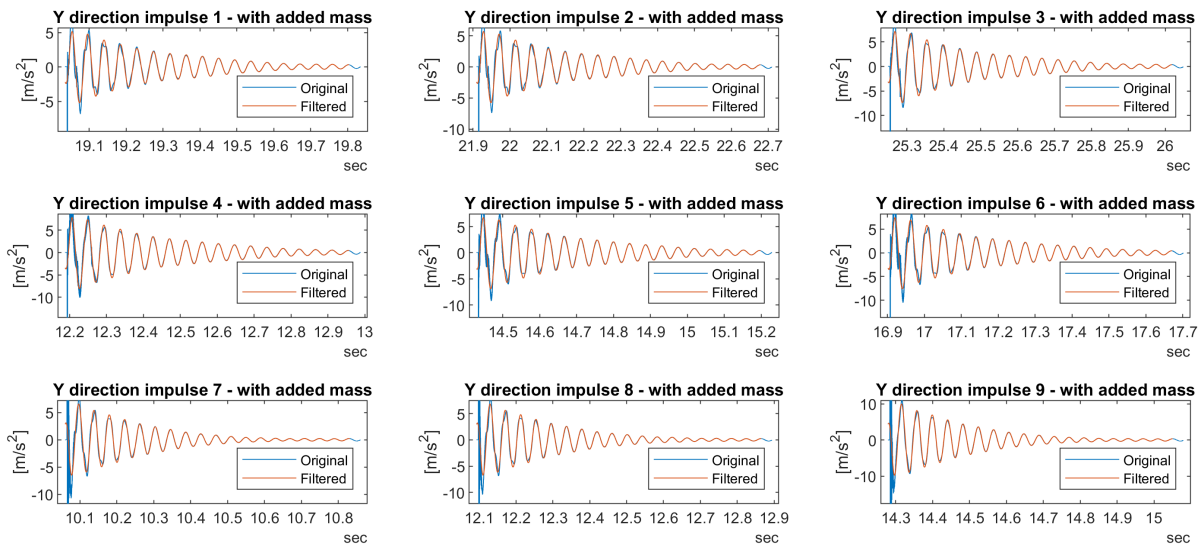 Y direction impulse 1 - with added mass
5
0
-5
[m/s²]
Original
Filtered
19.1 19.2 19.3 19.4 19.5 19.6 19.7 19.8
sec
Y direction impulse 2 - with added mass
5
0
-5
-10
[m/s²]
Original
Filtered
21.9 22 22.1 22.2 22.3 22.4 22.5 22.6 22.7
sec
Y direction impulse 3 - with added mass
5
0
-5
-10
[m/s²]
Original
Filtered
25.3 25.4 25.5 25.6 25.7 25.8 25.9 26
sec
Y direction impulse 4 - with added mass
5
0
-5
-10
[m/s²]
Original
Filtered
12.2 12.3 12.4 12.5 12.6 12.7 12.8 12.9 13
sec
Y direction impulse 5 - with added mass
5
0
-5
-10
[m/s²]
Original
Filtered
14.5 14.6 14.7 14.8 14.9 15 15.1 15.2
sec
Y direction impulse 6 - with added mass
5
0
-5
-10
[m/s²]
Original
Filtered
16.9 17 17.1 17.2 17.3 17.4 17.5 17.6 17.7
sec
Y direction impulse 7 - with added mass
5
0
-5
-10
[m/s²]
Original
Filtered
10.1 10.2 10.3 10.4 10.5 10.6 10.7 10.8
sec
Y direction impulse 8 - with added mass
5
0
-5
-10
[m/s²]
Original
Filtered
12.1 12.2 12.3 12.4 12.5 12.6 12.7 12.8 12.9
sec
Y direction impulse 9 - with added mass
10
0
-10
[m/s²]
Original
Filtered
14.3 14.4 14.5 14.6 14.7 14.8 14.9 15
sec